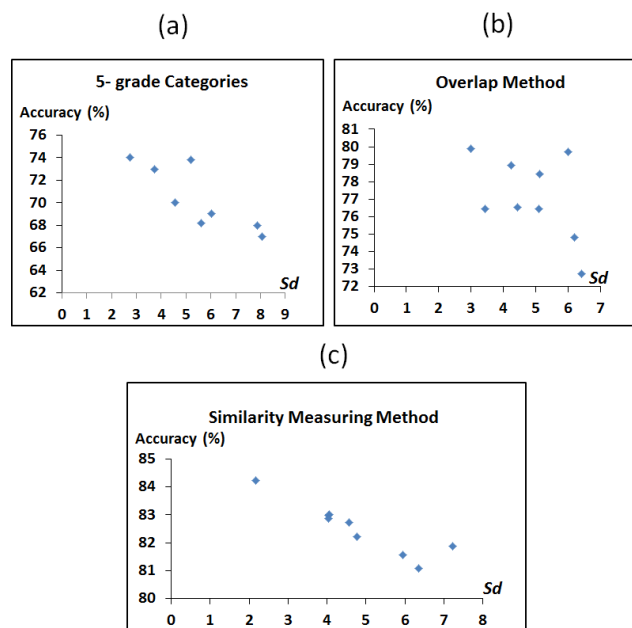 (a)
5- grade Categories
Accuracy (%)
76
74
72
70
68
66
64
62
Sd
0 1 2 3 4 5 6 7 8 9
(b)
Overlap Method
Accuracy (%)
81
80
79
78
77
76
75
74
73
72
Sd
0 1 2 3 4 5 6 7
(c)
Similarity Measuring Method
Accuracy (%)
85
84
83
82
81
80
Sd
0 1 2 3 4 5 6 7 8